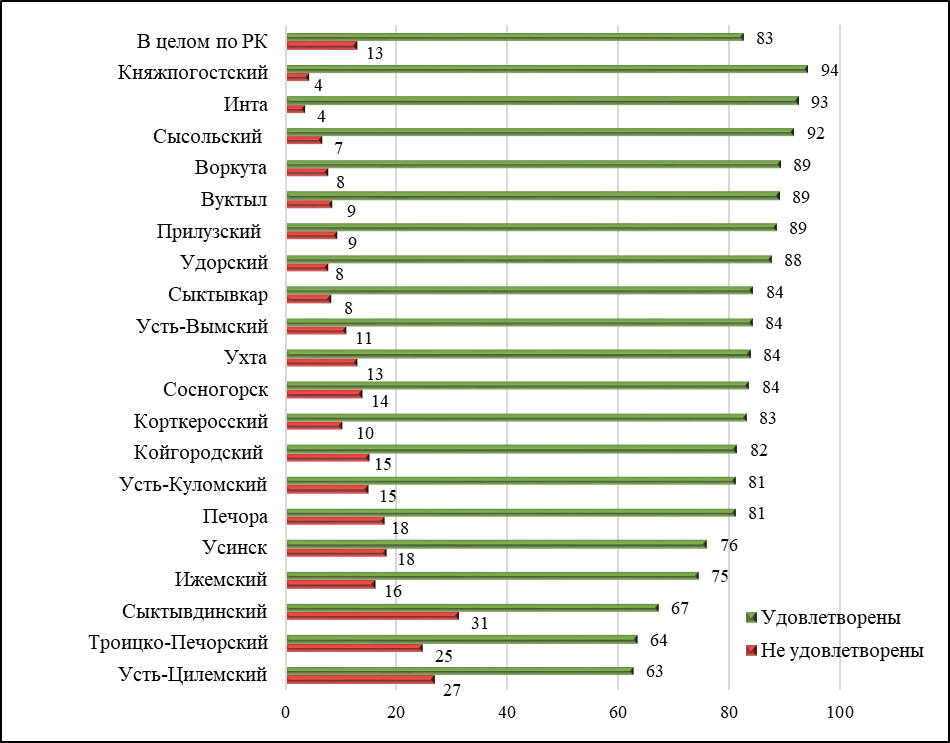 В целом по РК 83
13
Княжпогостский 94
4
Инта 93
4
Сысольский 92
7
Воркута 89
8
Вуктыл 89
9
Прилузский 89
9
Удорский 88
8
Сыктывкар 84
8
Усть-Вымский 84
11
Ухта 84
13
Сосногорск 84
14
Корткеросский 83
10
Койгородский 82
15
Усть-Куломский 81
15
Печора 81
18
Усинск 76
18
Ижемский 75
16
Сыктывдинский 67
31
Троицко-Печорский 64
25
Усть-Цилемский 63
27
Удовлетворены
Не удовлетворены
0 20 40 60 80 100